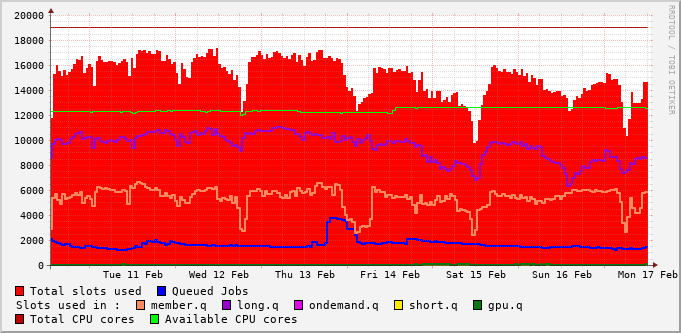 20000
18000
16000
14000
12000
10000
8000
6000
4000
2000
0
RRDTOOL / TOBI OETIKER
Tue 11 Feb Wed 12 Feb Thu 13 Feb Fri 14 Feb Sat 15 Feb Sun 16 Feb Mon 17 Feb
Total slots used Queued Jobs
Slots used in : member.q long.q ondemand.q short.q gpu.q
Total CPU cores Available CPU cores